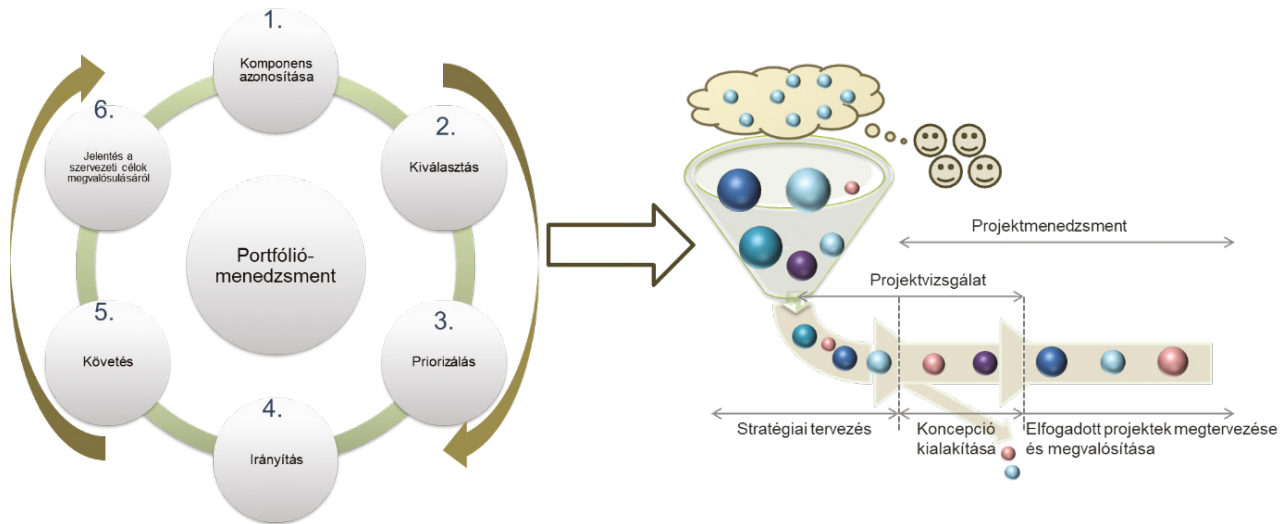 1.
Komponens
azonosítása
2.
Kiválasztás
3.
Priorizálás
4.
Irányítás
5.
Követés
6.
Jelentés a
szervezeti célok
megvalósulásáról
Portfólió-
menedzsment
Projektmenedzsment
Projektvizsgálat
Stratégiai tervezés
Koncepció
kialakítása
Elfogadott projektek megtervezése
és megvalósítása